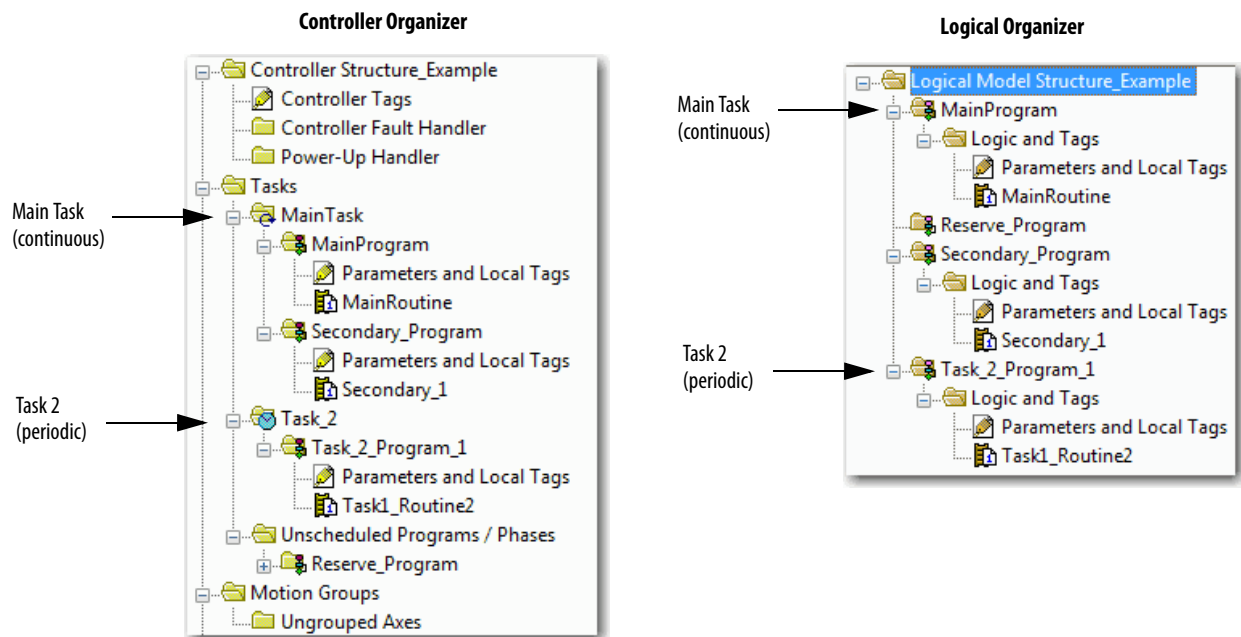 Controller Organizer
Controller Structure_Example
Controller Tags
Controller Fault Handler
Power-Up Handler
Tasks
Main Task
(continuous)
MainTask
MainProgram
Parameters and Local Tags
MainRoutine
Secondary_Program
Parameters and Local Tags
Secondary_1
Task 2
(periodic)
Task_2
Task_2_Program_1
Parameters and Local Tags
Task1_Routine2
Unscheduled Programs / Phases
Reserve_Program
Motion Groups
Ungrouped Axes
Logical Organizer
Logical Model Structure_Example
Main Task
(continuous)
MainProgram
Logic and Tags
Parameters and Local Tags
MainRoutine
Reserve_Program
Secondary_Program
Logic and Tags
Parameters and Local Tags
Secondary_1
Task 2
(periodic)
Task_2_Program_1
Logic and Tags
Parameters and Local Tags
Task1_Routine2